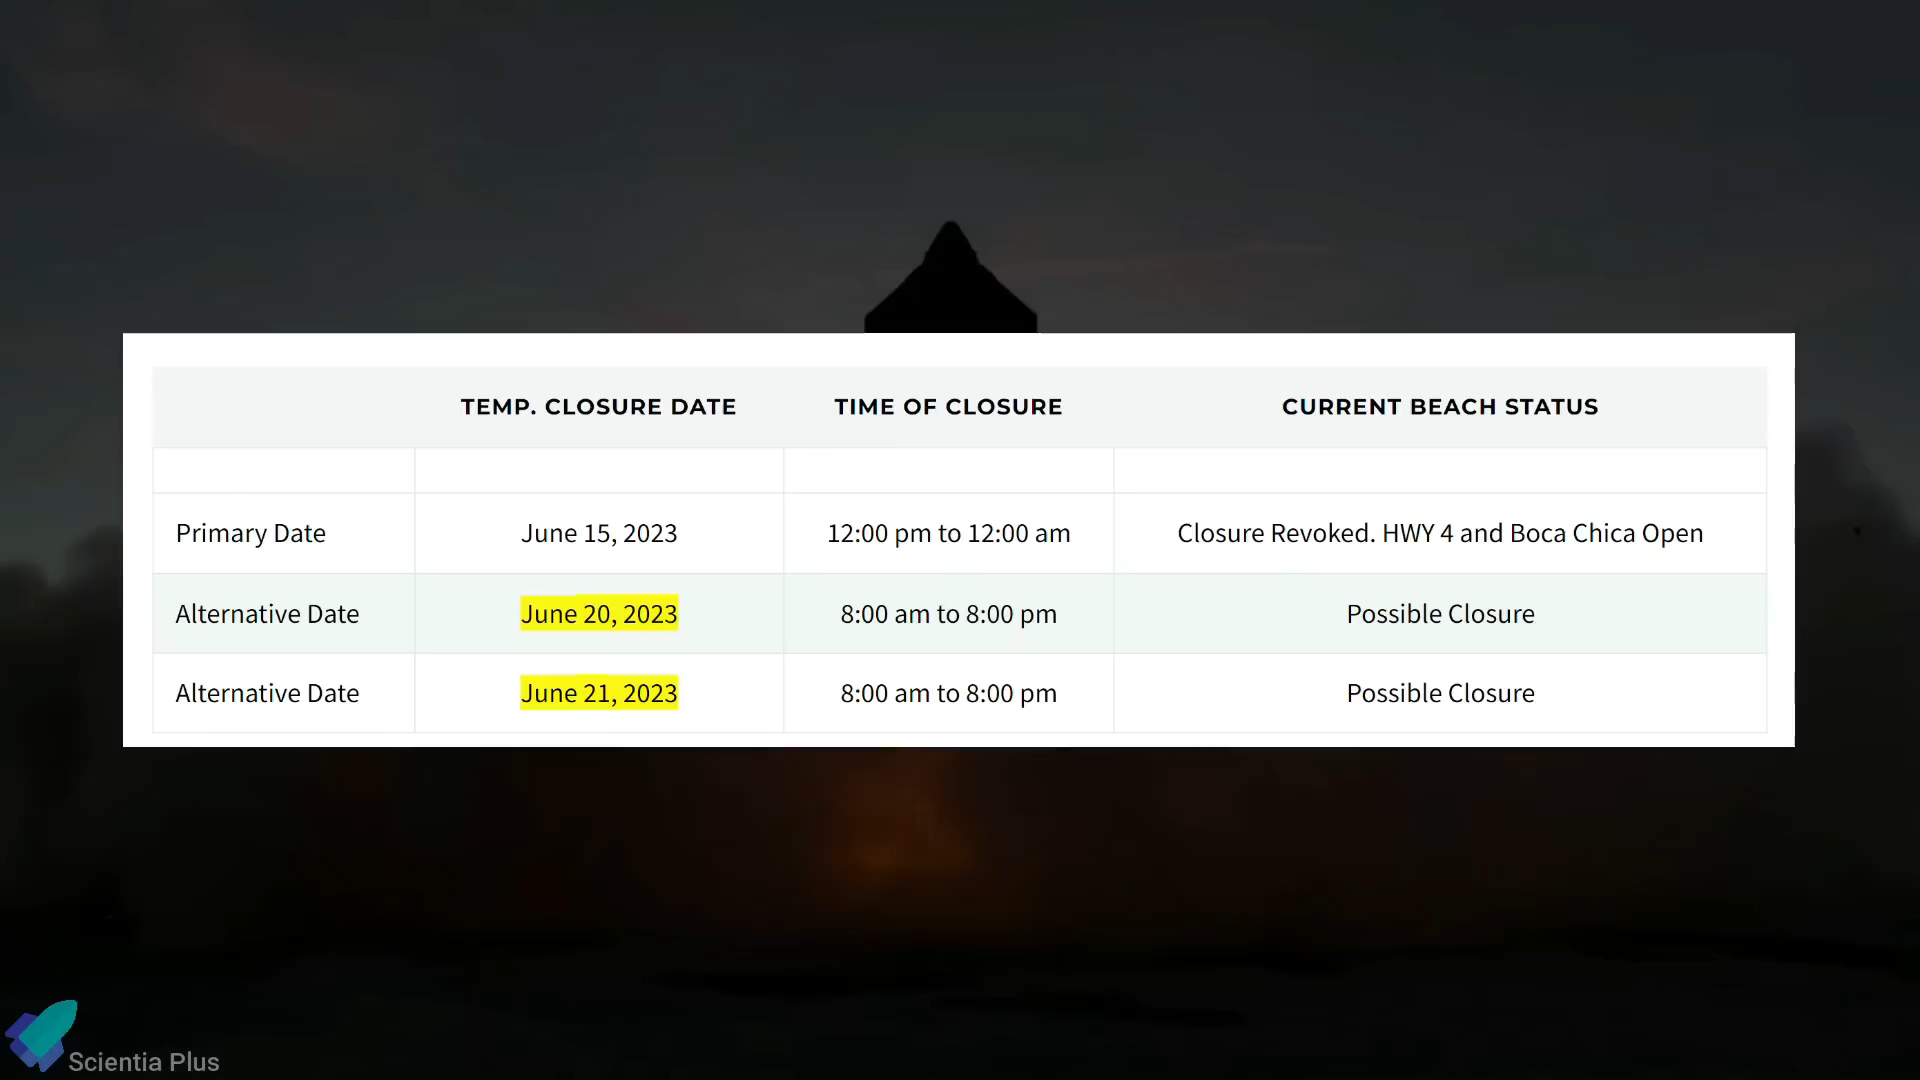 TEMP. CLOSURE DATE TIME OF CLOSURE CURRENT BEACH STATUS
Primary Date June 15, 2023 12:00 pm to 12:00 am Closure Revoked. HWY 4 and Boca Chica Open
Alternative Date June 20, 2023 8:00 am to 8:00 pm Possible Closure
Alternative Date June 21, 2023 8:00 am to 8:00 pm Possible Closure
Scientia Plus